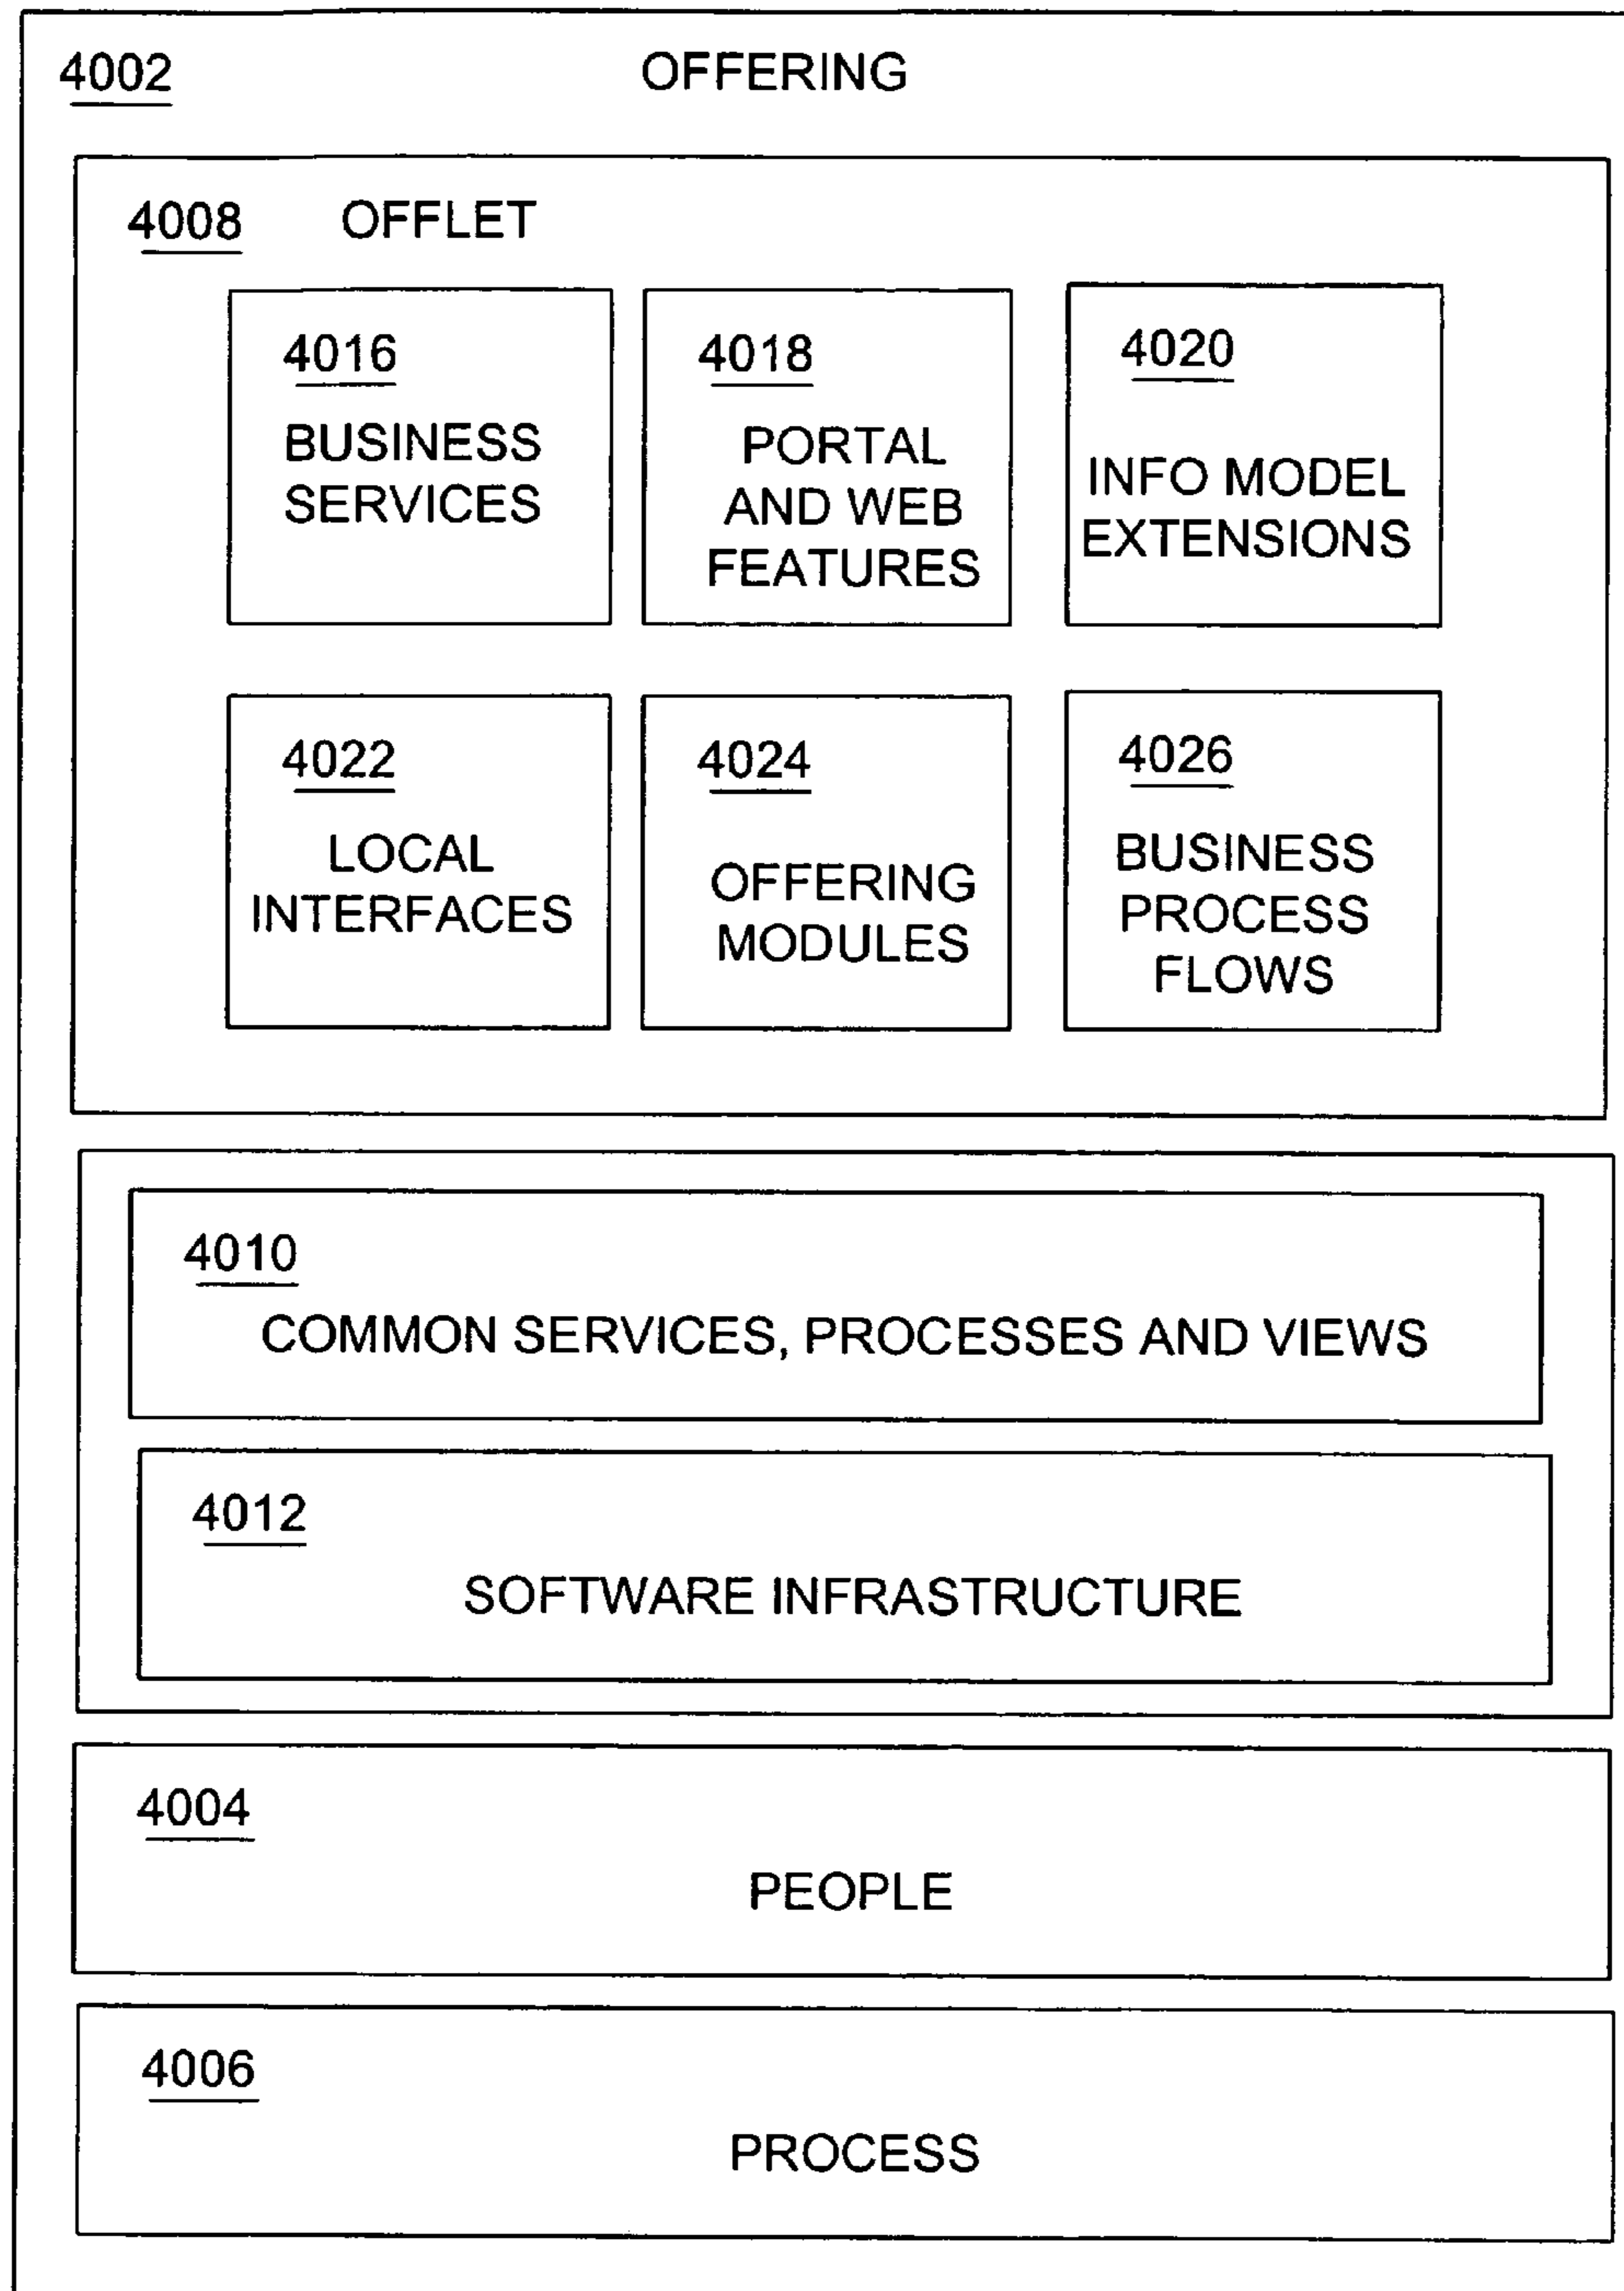 4002 OFFERING
4008 OFFLET
4016
BUSINESS
SERVICES
4018
PORTAL
AND WEB
FEATURES
4020
INFO MODEL
EXTENSIONS
4022
LOCAL
INTERFACES
4024
OFFERING
MODULES
4026
BUSINESS
PROCESS
FLOWS
4010
COMMON SERVICES, PROCESSES AND VIEWS
4012
SOFTWARE INFRASTRUCTURE
4004
PEOPLE
4006
PROCESS